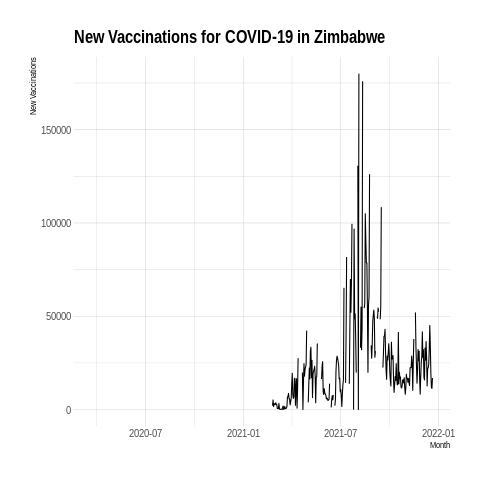 New Vaccinations for COVID-19 in Zimbabwe
New Vaccinations
150000
100000
50000
0
2020-07 2021-01 2021-07 2022-01
Month